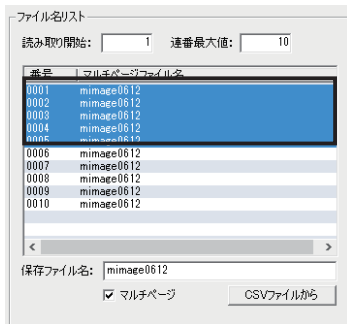 ファイル名リスト
読み取り開始: 1 連番最大値: 10
番号 マルチページファイル名
0001 mimage0612
0002 mimage0612
0003 mimage0612
0004 mimage0612
0005 mimage0612
0006 mimage0612
0007 mimage0612
0008 mimage0612
0009 mimage0612
0010 mimage0612
保存ファイル名: mimage0612
マルチページ CSVファイルから